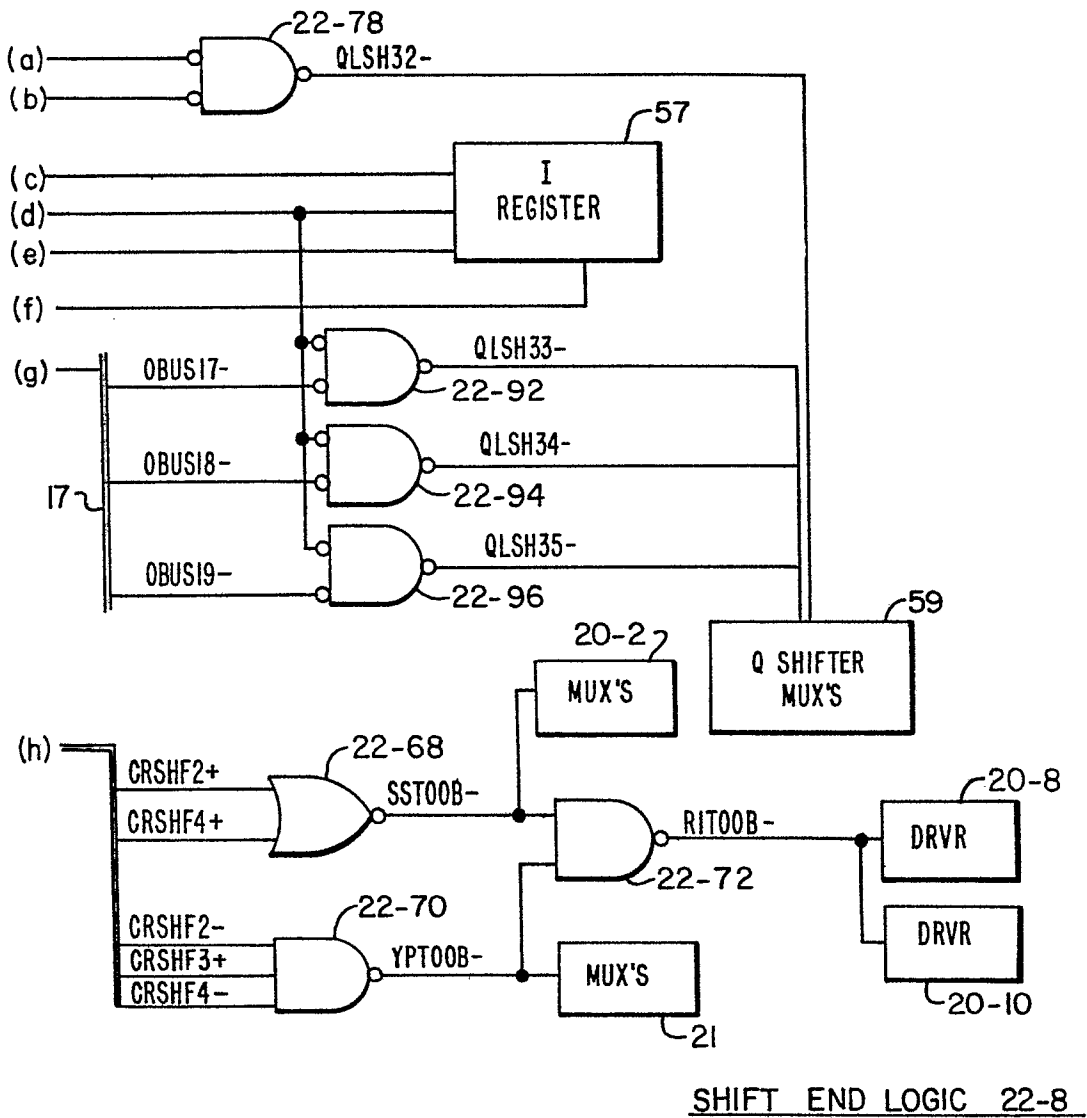 22-78
(a)
QLSH32-
(b)
57
(c)
I
REGISTER
(d)
(e)
(f)
(g)
OBUS17-
QLSH33-
22-92
OBUS18-
QLSH34-
22-94
17
OBUS19-
QLSH35-
22-96
59
Q SHIFTER
MUX'S
20-2
MUX'S
(h)
22-68
CRSHF2+
SST00B-
CRSHF4+
20-8
RIT00B-
DRVR
22-72
22-70
CRSHF2-
CRSHF3+
YPT00B-
CRSHF4-
MUX'S
21
DRVR
20-10
SHIFT END LOGIC 22-8